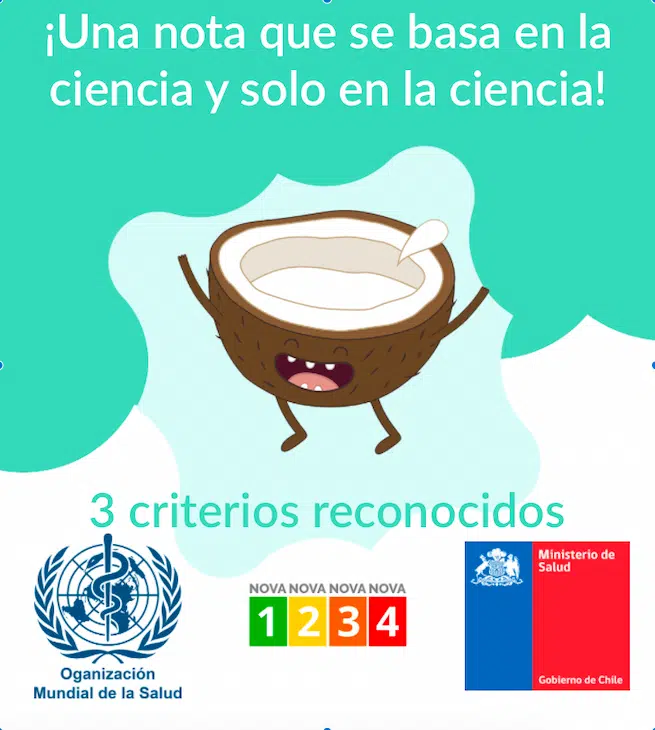 ¡Una nota que se basa en la
ciencia y solo en la ciencia!
3 criterios reconocidos
Oganización
Mundial de la Salud
NOVA NOVA NOVA NOVA
1 2 3 4
Ministerio de
Salud
Gobierno de Chile